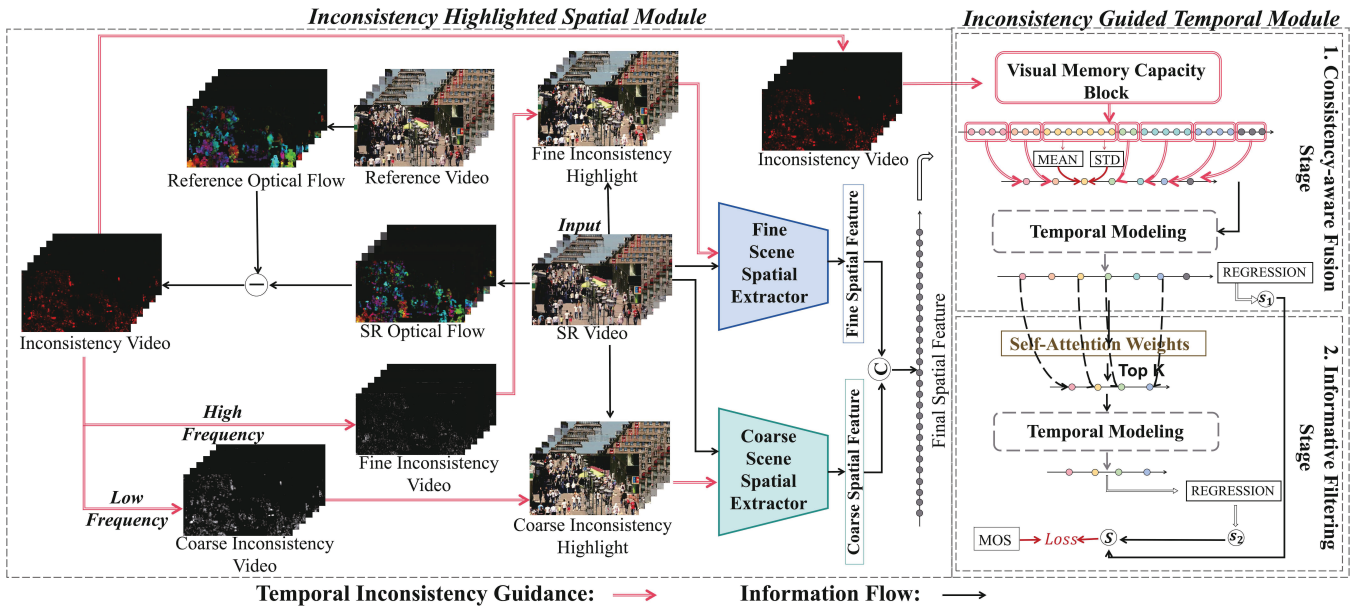 Inconsistency Highlighted Spatial Module
Inconsistency Guided Temporal Module
Reference Optical Flow
Reference Video
Fine Inconsistency
Highlight
Inconsistency Video
Inconsistency Video
SR Optical Flow
Input
SR Video
High
Frequency
Fine Inconsistency
Video
Low
Frequency
Coarse Inconsistency
Video
Coarse Inconsistency
Highlight
Fine
Scene
Spatial
Extractor
Coarse
Scene
Spatial
Extractor
Fine Spatial Feature
Coarse Spatial Feature
C
Final Spatial Feature
1. Consistency-aware Fusion
Stage
Visual Memory Capacity
Block
MEAN
STD
Temporal Modeling
REGRESSION
s1
2. Informative Filtering
Stage
Self-Attention Weights
Top K
Temporal Modeling
REGRESSION
s2
S
Loss
MOS
Temporal Inconsistency Guidance:
Information Flow: